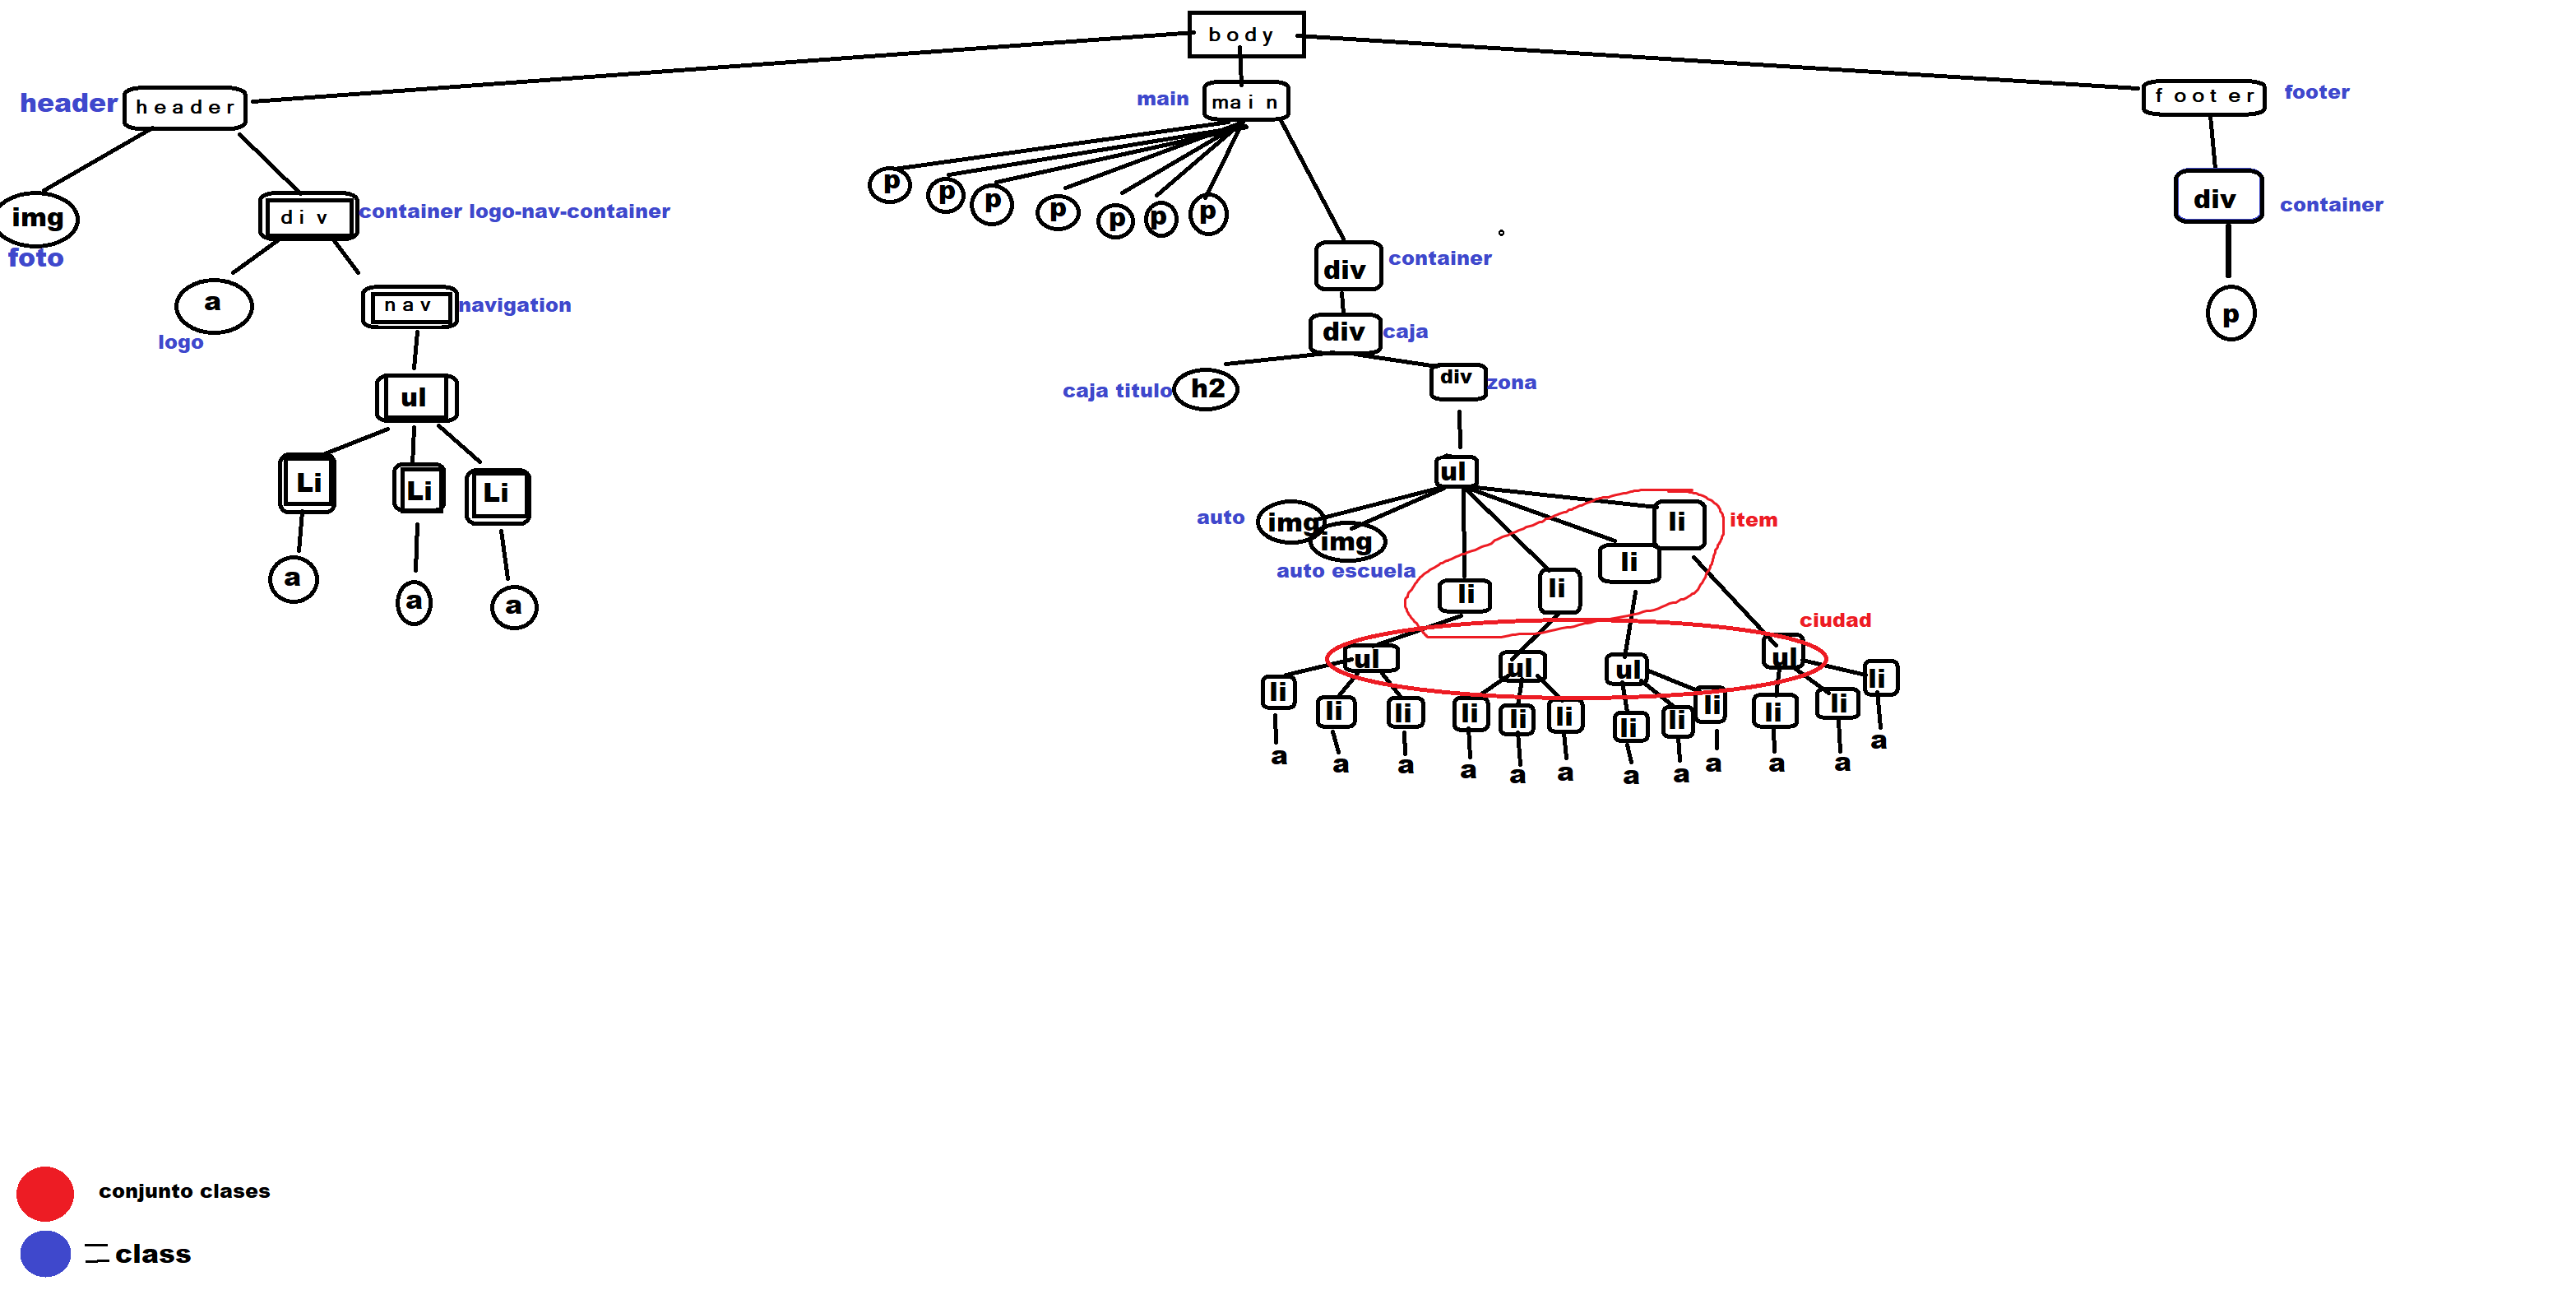 body
header
header
main
main
footer
footer
img
foto
div
container logo-nav-container
p
p
p
p
p
p
p
div
container
div
container
a
logo
nav
navigation
div
caja
p
ul
caja titulo
h2
div
zona
Li
Li
Li
ul
auto
img
img
auto escuela
li
item
li
li
li
a
a
a
ciudad
ul
ul
ul
ul
li
li
li
li
li
li
li
li
li
li
li
li
a
a
a
a
a
a
a
a
a
a
a
a
conjunto clases
class